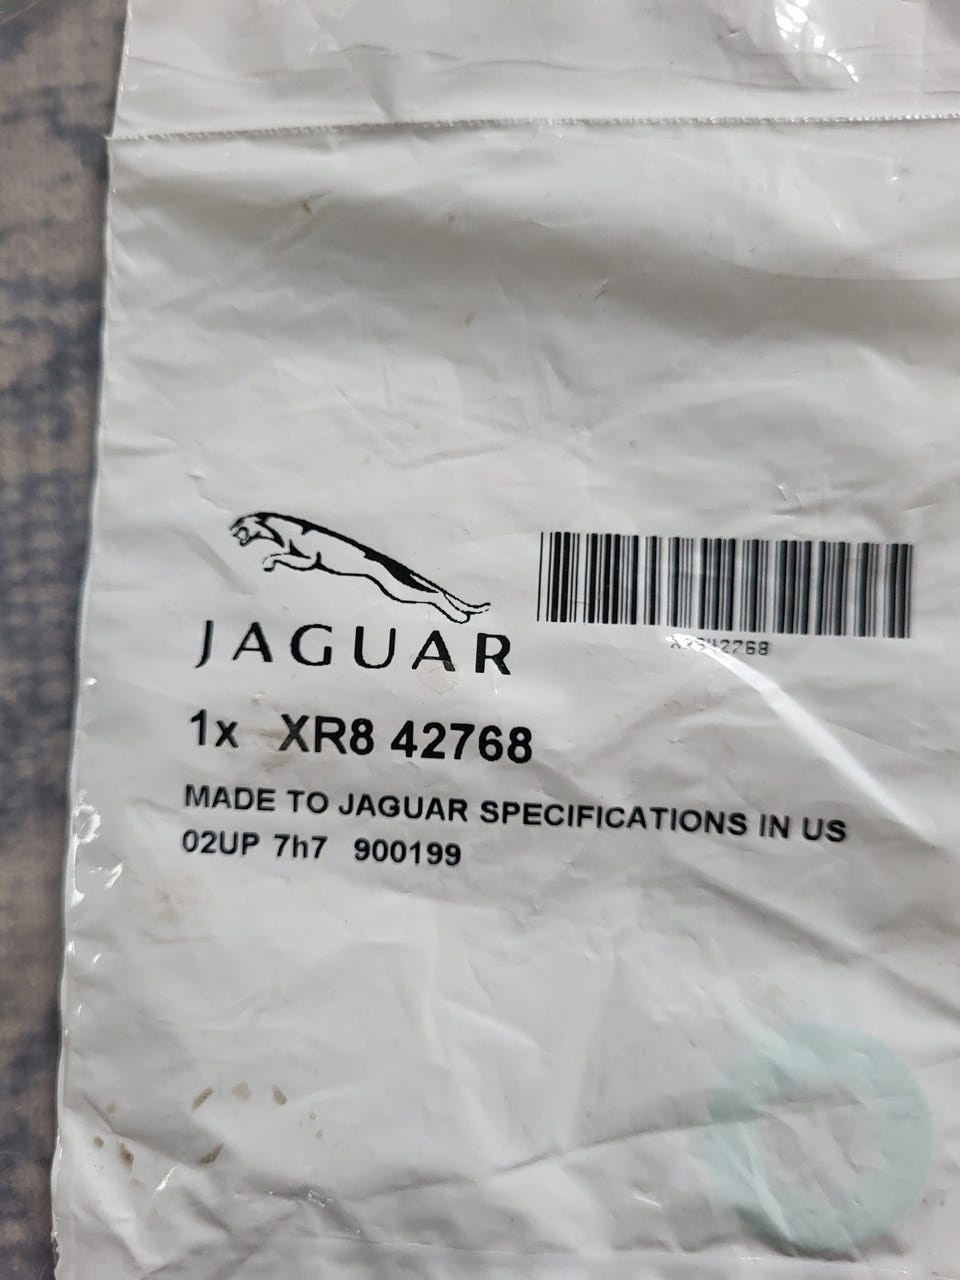 JAGUAR
1x XR8 42768
MADE TO JAGUAR SPECIFICATIONS IN US
02UP 7h7 900199